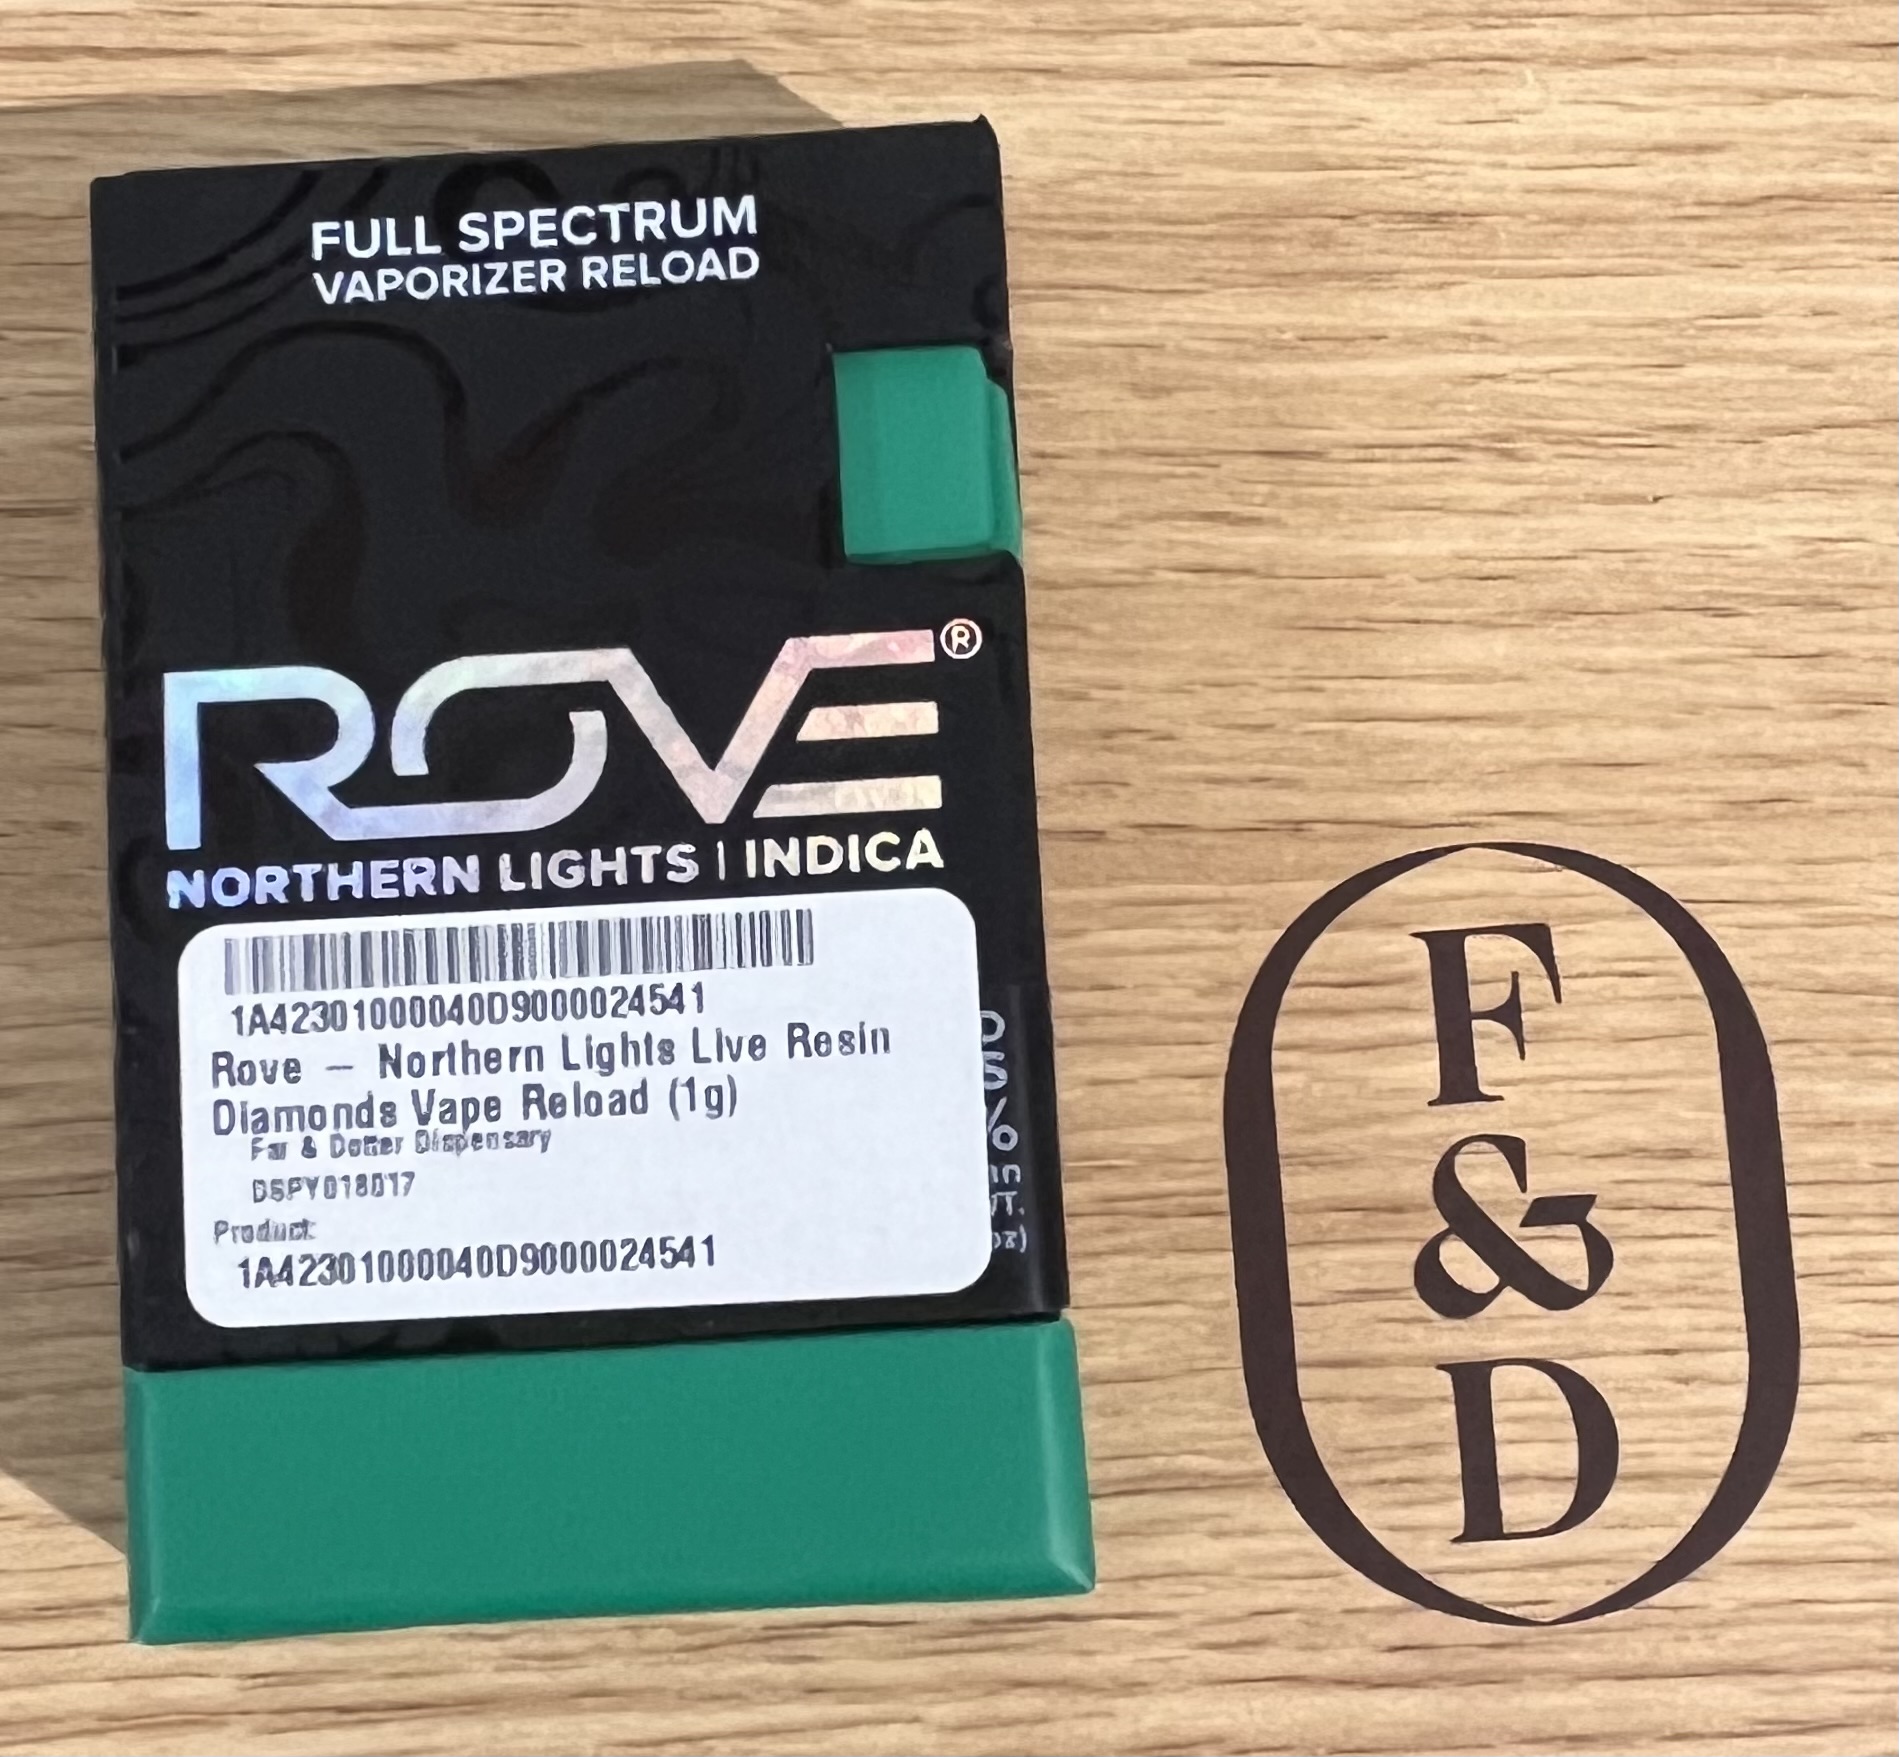 FULL SPECTRUM
VAPORIZER RELOAD
ROVE®
NORTHERN LIGHTS | INDICA
1A42301000040D9000024541
Rove – Northern Lights Live Resin
Diamonds Vape Reload (1g)
Far & Dotter Dispensary
DSPY018017
Product:
1A42301000040D9000024541
F
&
D